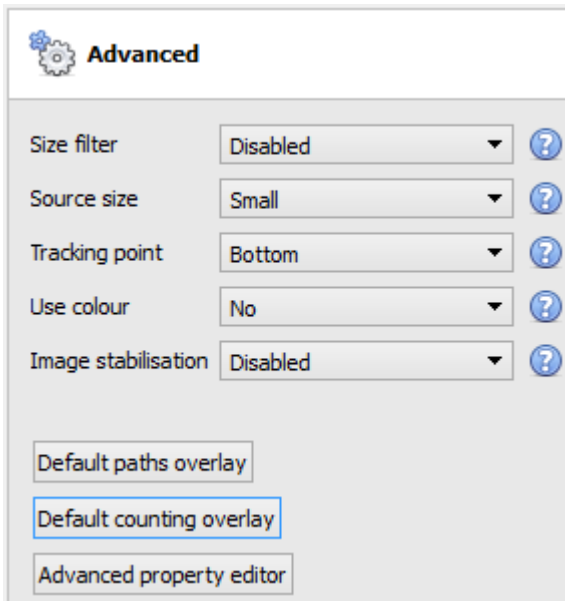 Advanced
Size filter Disabled
Source size Small
Tracking point Bottom
Use colour No
Image stabilisation Disabled
Default paths overlay
Default counting overlay
Advanced property editor